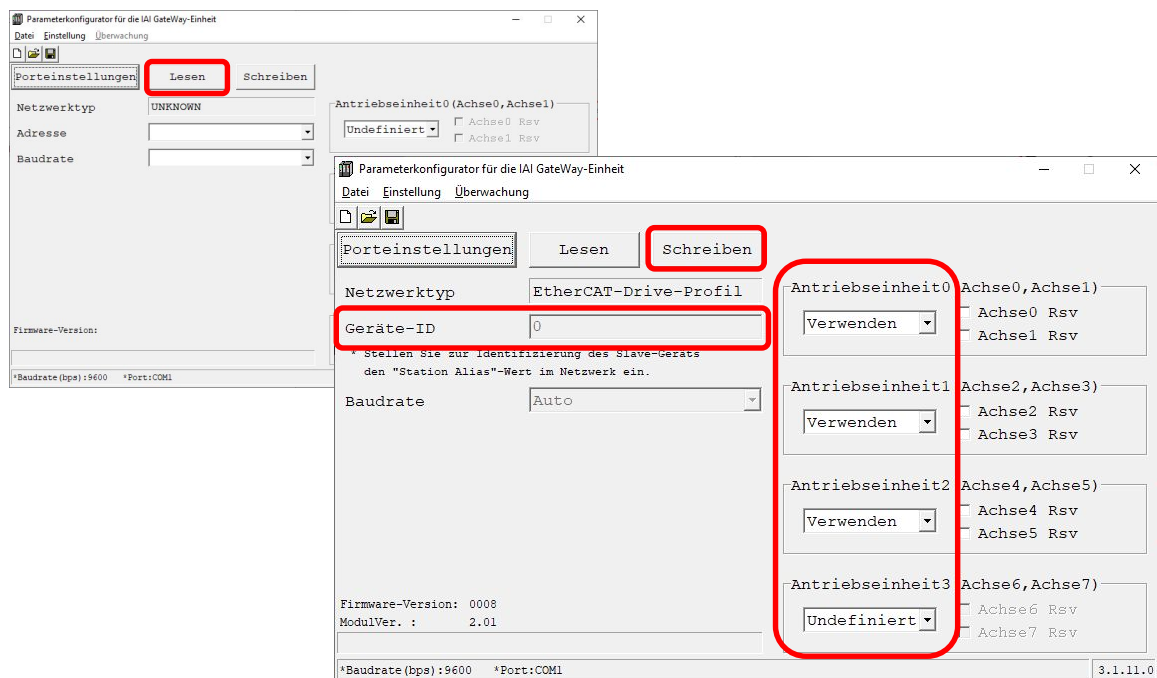 Parameterkonfigurator für die IAI GateWay-Einheit
Datei Einstellung Überwachung
Porteinstellungen Lesen Schreiben
Netzwerktyp UNKNOWN
Adresse
Baudrate
Antriebseinheit0(Achse0,Achse1)
Undefiniert Achse0 Rsv
Achse1 Rsv
Firmware-Version:
*Baudrate(bps):9600 *Port:COM1
Parameterkonfigurator für die IAI GateWay-Einheit
Datei Einstellung Überwachung
Porteinstellungen Lesen Schreiben
Netzwerktyp EtherCAT-Drive-Profil
Geräte-ID 0
* Stellen Sie zur Identifizierung des Slave-Geräts
den "Station Alias"-Wert im Netzwerk ein.
Baudrate Auto
Antriebseinheit0 Achse0,Achse1)
Verwenden Achse0 Rsv
Achse1 Rsv
Antriebseinheit1 Achse2,Achse3)
Verwenden Achse2 Rsv
Achse3 Rsv
Antriebseinheit2 Achse4,Achse5)
Verwenden Achse4 Rsv
Achse5 Rsv
Antriebseinheit3 Achse6,Achse7)
Undefiniert Achse6 Rsv
Achse7 Rsv
Firmware-Version: 0008
ModulVer. : 2.01
*Baudrate(bps):9600 *Port:COM1 3.1.11.0